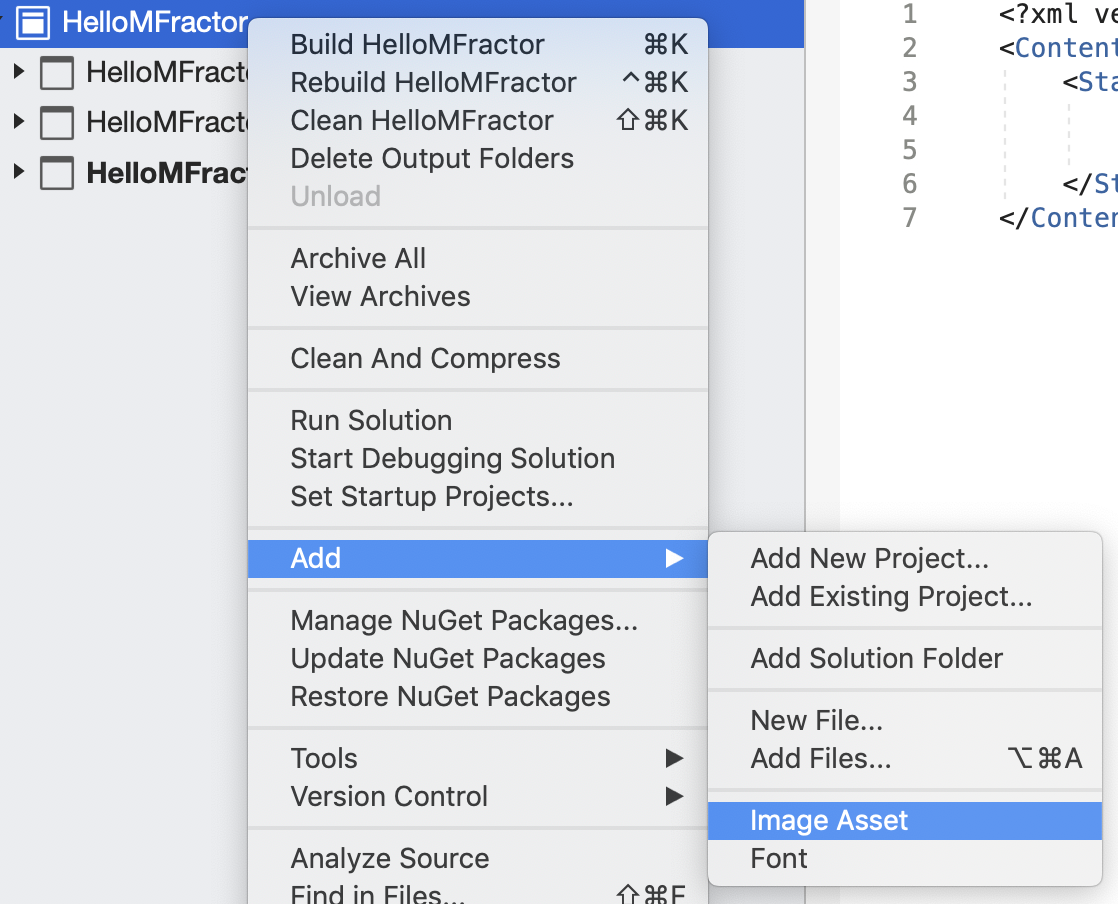 HelloMFractor
HelloMFract
HelloMFract
HelloMFrac
Build HelloMFractor ⌘K
Rebuild HelloMFractor ^⌘K
Clean HelloMFractor ⇧⌘K
Delete Output Folders
Unload
Archive All
View Archives
Clean And Compress
Run Solution
Start Debugging Solution
Set Startup Projects...
Add ▶
Manage NuGet Packages...
Update NuGet Packages
Restore NuGet Packages
Tools ▶
Version Control ▶
Analyze Source
Find in Files... ⇧⌘F
Add New Project...
Add Existing Project...
Add Solution Folder
New File...
Add Files... ⌥⌘A
Image Asset
Font
1 <?xml ve
2 <Content
3 <Sta
4
5
6 </St
7 </Conten